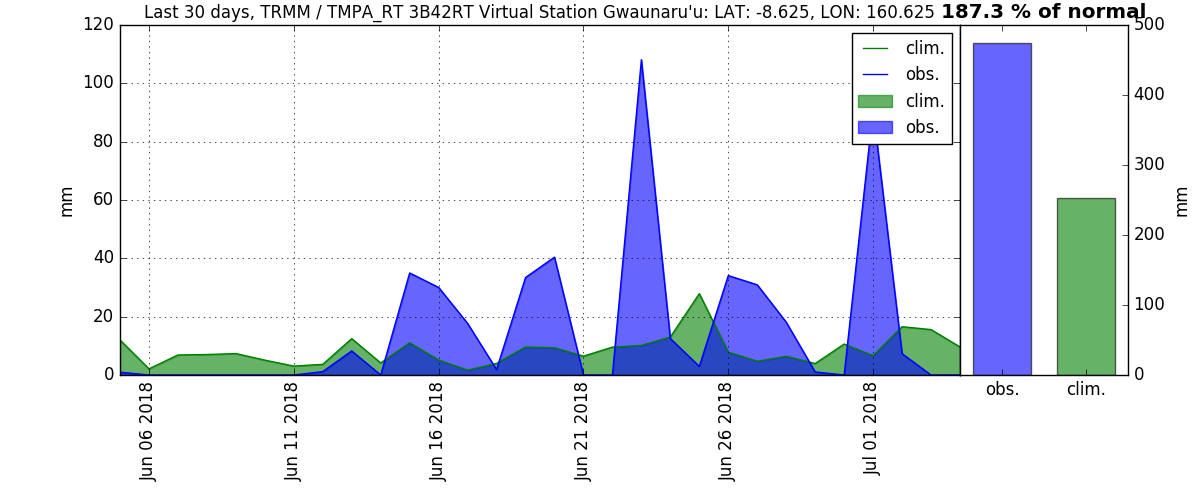 Last 30 days, TRMM / TMPA_RT 3B42RT Virtual Station Gwaunaru'u: LAT: -8.625, LON: 160.625 187.3 % of normal
120
100
80
60
40
20
0
mm
clim.
obs.
clim.
obs.
Jun 06 2018
Jun 11 2018
Jun 16 2018
Jun 21 2018
Jun 26 2018
Jul 01 2018
500
400
300
200
100
0
mm
obs.
clim.